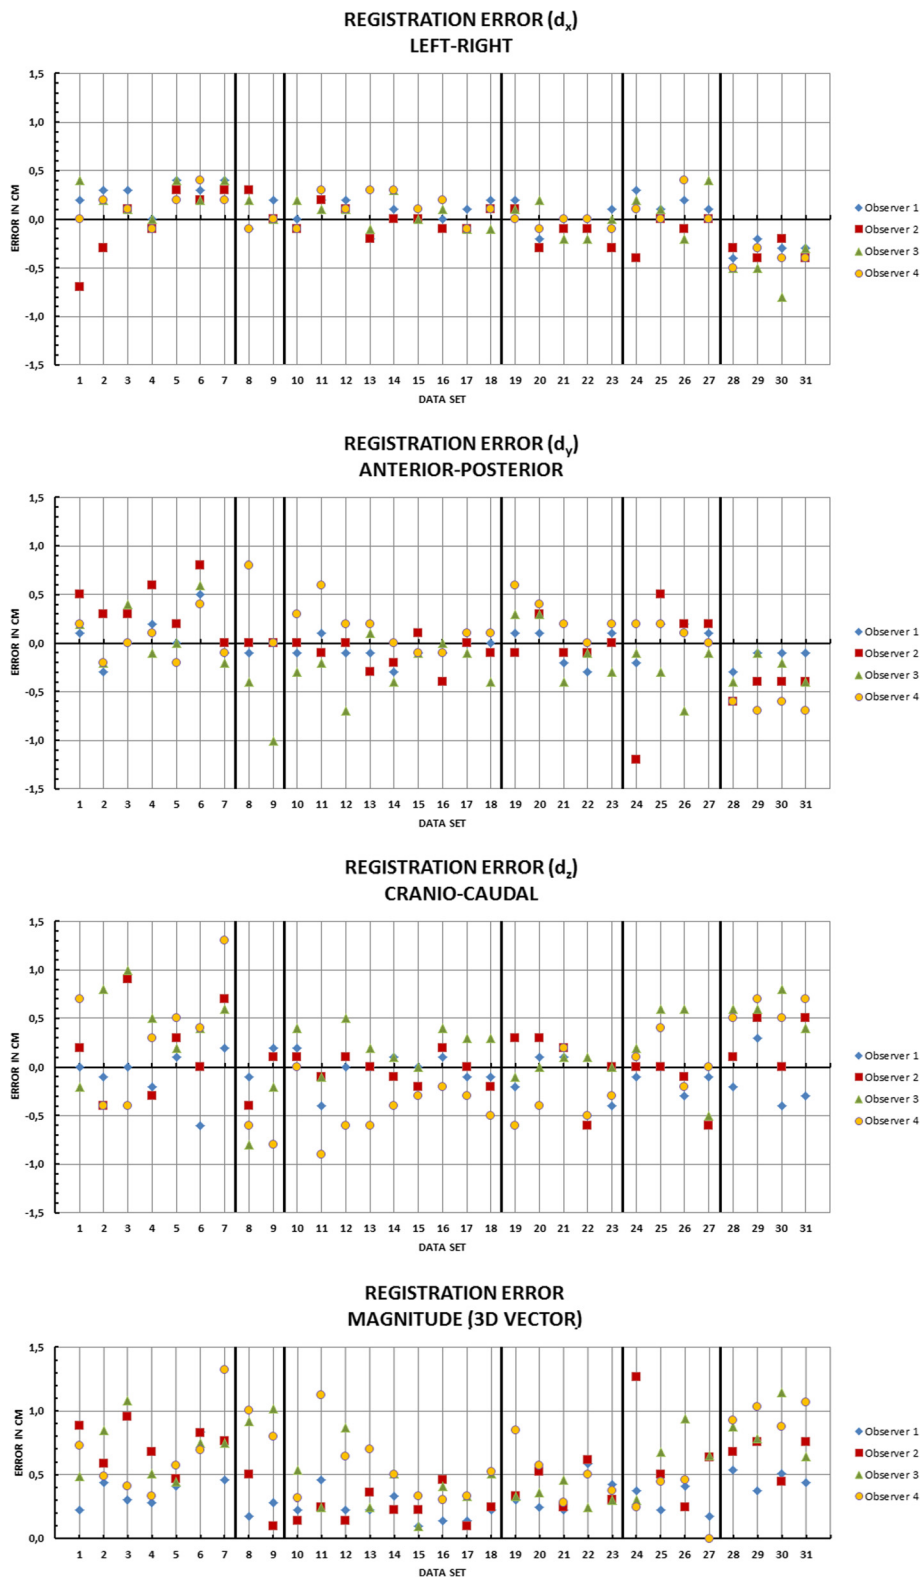 REGISTRATION ERROR (dx)
LEFT-RIGHT
1,5
1,0
0,5
0,0
-0,5
-1,0
-1,5
ERROR IN CM
1 2 3 4 5 6 7 8 9 10 11 12 13 14 15 16 17 18 19 20 21 22 23 24 25 26 27 28 29 30 31
DATA SET
Observer 1
Observer 2
Observer 3
Observer 4
REGISTRATION ERROR (dy)
ANTERIOR-POSTERIOR
1,5
1,0
0,5
0,0
-0,5
-1,0
-1,5
ERROR IN CM
1 2 3 4 5 6 7 8 9 10 11 12 13 14 15 16 17 18 19 20 21 22 23 24 25 26 27 28 29 30 31
DATA SET
Observer 1
Observer 2
Observer 3
Observer 4
REGISTRATION ERROR (dz)
CRANIO-CAUDAL
1,5
1,0
0,5
0,0
-0,5
-1,0
-1,5
ERROR IN CM
1 2 3 4 5 6 7 8 9 10 11 12 13 14 15 16 17 18 19 20 21 22 23 24 25 26 27 28 29 30 31
DATA SET
Observer 1
Observer 2
Observer 3
Observer 4
REGISTRATION ERROR
MAGNITUDE (3D VECTOR)
1,5
1,0
0,5
0,0
ERROR IN CM
1 2 3 4 5 6 7 8 9 10 11 12 13 14 15 16 17 18 19 20 21 22 23 24 25 26 27 28 29 30 31
DATA SET
Observer 1
Observer 2
Observer 3
Observer 4